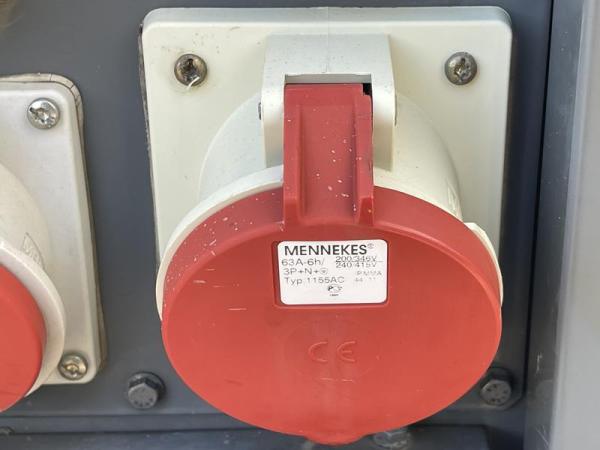 MENNEKES®
63A-6h/ 200/346V
240/415V
3P+N+⏚
Typ.1155AC
CE